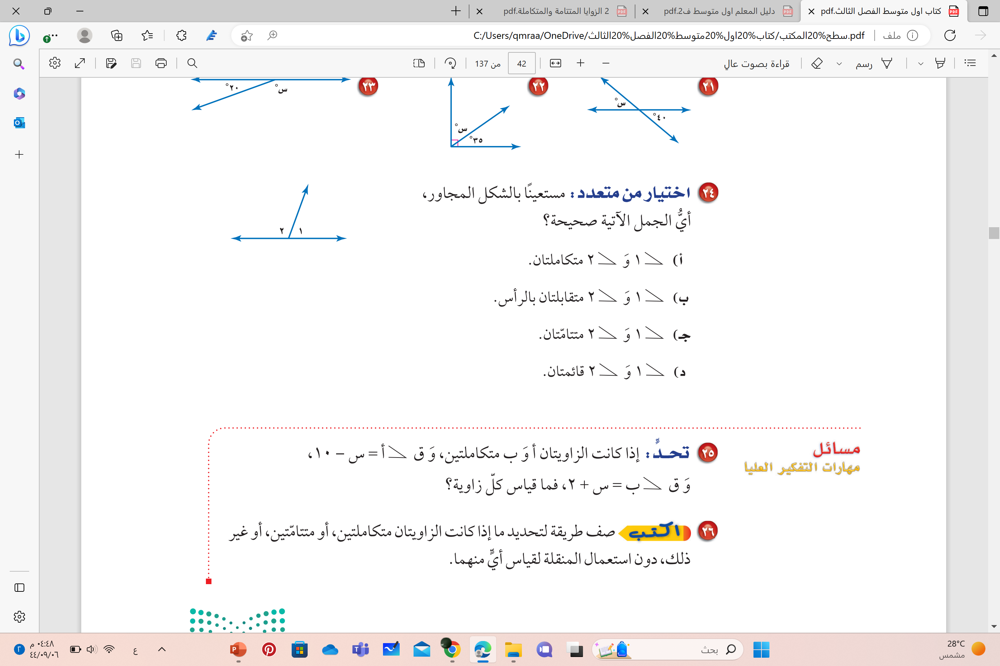 كتاب اول متوسط الفصل الثالث.pdf
دليل المعلم اول متوسط ف2.pdf
2 الزوايا المتتامة والمتكاملة.pdf
ملف
C:/Users/qmraa/OneDrive/سطح%20المكتب/كتاب%20اول%20متوسط%20الفصل%20الثالث.pdf
رسم
قراءة بصوت عالٍ
42
من 137
٢١
س°
٤٠°
٢٢
س°
٣٥°
٢٣
س°
٢٠°
٢٤ اختيار من متعدد: مستعينًا بالشكل المجاور،
أيُّ الجمل الآتية صحيحة؟
١ ٢
أ) ∠١ وَ ∠٢ متكاملتان.
ب) ∠١ وَ ∠٢ متقابلتان بالرأس.
جـ) ∠١ وَ ∠٢ متتامّتان.
د) ∠١ وَ ∠٢ قائمتان.
مسائل
مهارات التفكير العليا
٢٥ تحدٍّ: إذا كانت الزاويتان أ وَ ب متكاملتين، وَ ق ∠أ = س − ١٠،
وَ ق ∠ب = س + ٢، فما قياس كلّ زاوية؟
٢٦ اكتب صف طريقة لتحديد ما إذا كانت الزاويتان متكاملتين، أو متتامّتين، أو غير
ذلك، دون استعمال المنقلة لقياس أيٍّ منهما.
28°C
مشمس
بحث
ع
٠٤:٤٨ م
٤٤/٠٩/٠٦
٢